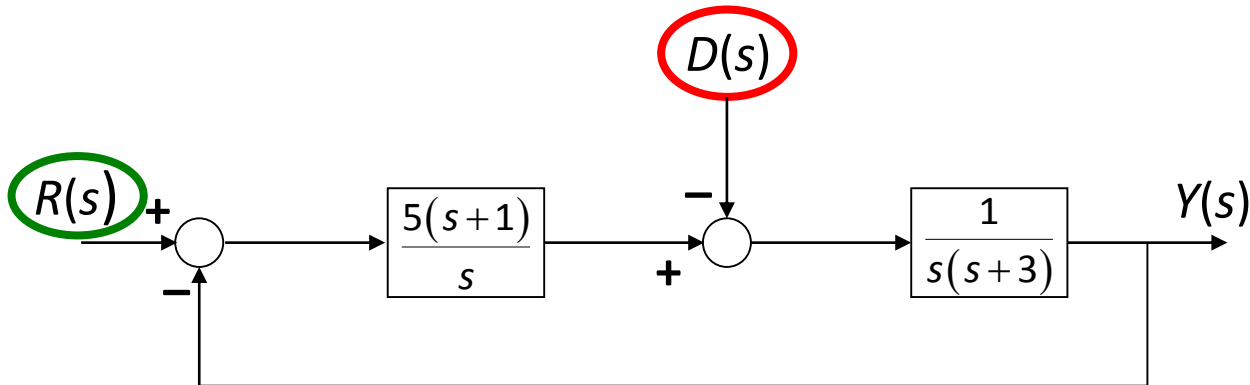 D(s)
R(s)
+
−
5(s+1)
s
−
+
1
s(s+3)
Y(s)